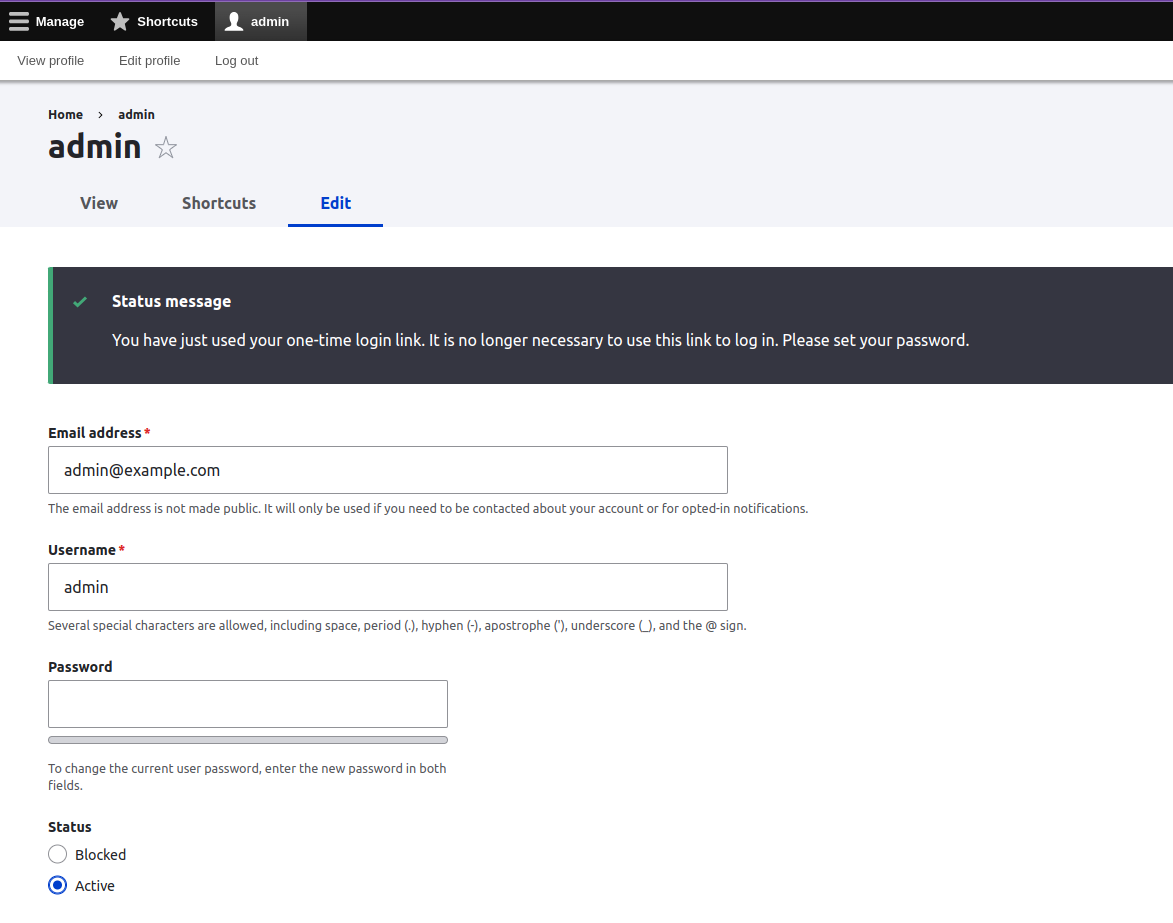 Manage Shortcuts admin
View profile Edit profile Log out
Home › admin
admin
View Shortcuts Edit
Status message
You have just used your one-time login link. It is no longer necessary to use this link to log in. Please set your password.
Email address*
admin@example.com
The email address is not made public. It will only be used if you need to be contacted about your account or for opted-in notifications.
Username*
admin
Several special characters are allowed, including space, period (.), hyphen (-), apostrophe ('), underscore (_), and the @ sign.
Password
To change the current user password, enter the new password in both
fields.
Status
Blocked
Active